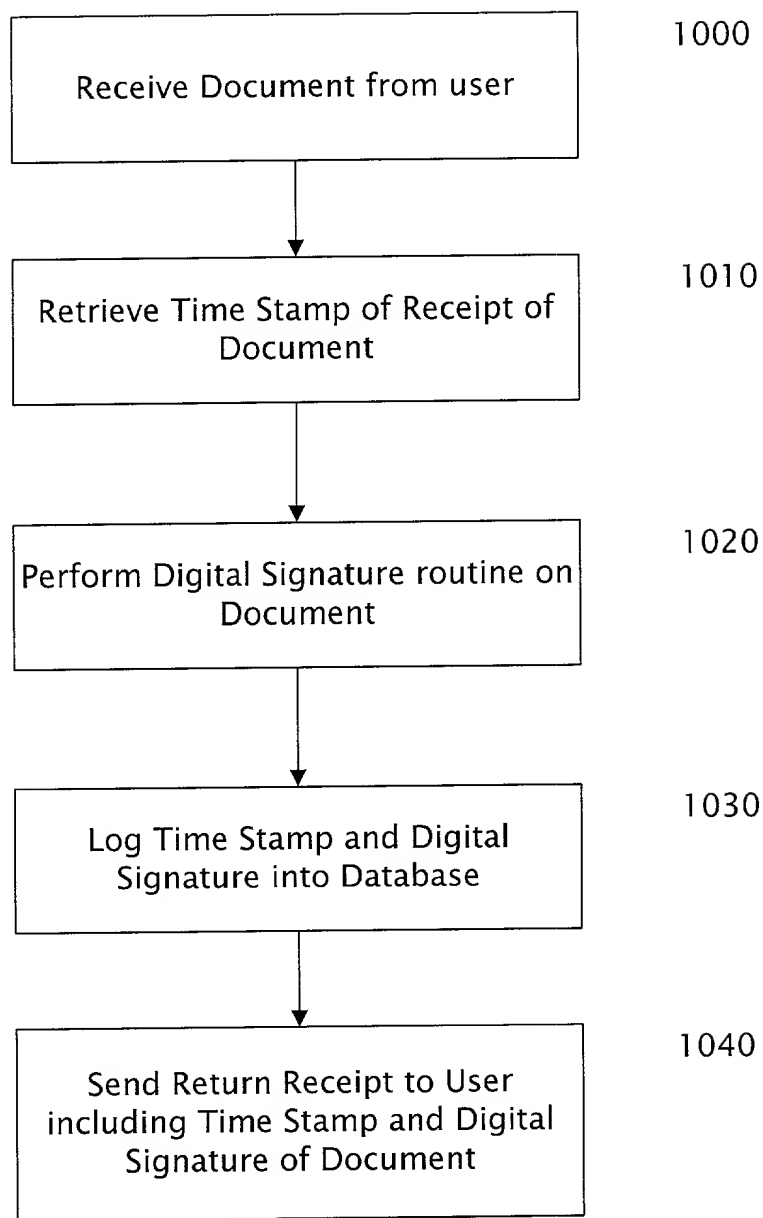 1000
Receive Document from user
1010
Retrieve Time Stamp of Receipt of
Document
1020
Perform Digital Signature routine on
Document
1030
Log Time Stamp and Digital
Signature into Database
1040
Send Return Receipt to User
including Time Stamp and Digital
Signature of Document